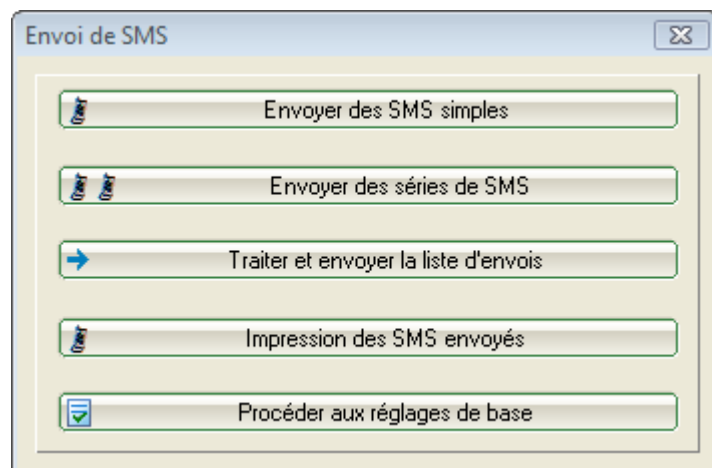 Envoi de SMS
Envoyer des SMS simples
Envoyer des séries de SMS
Traiter et envoyer la liste d'envois
Impression des SMS envoyés
Procéder aux réglages de base